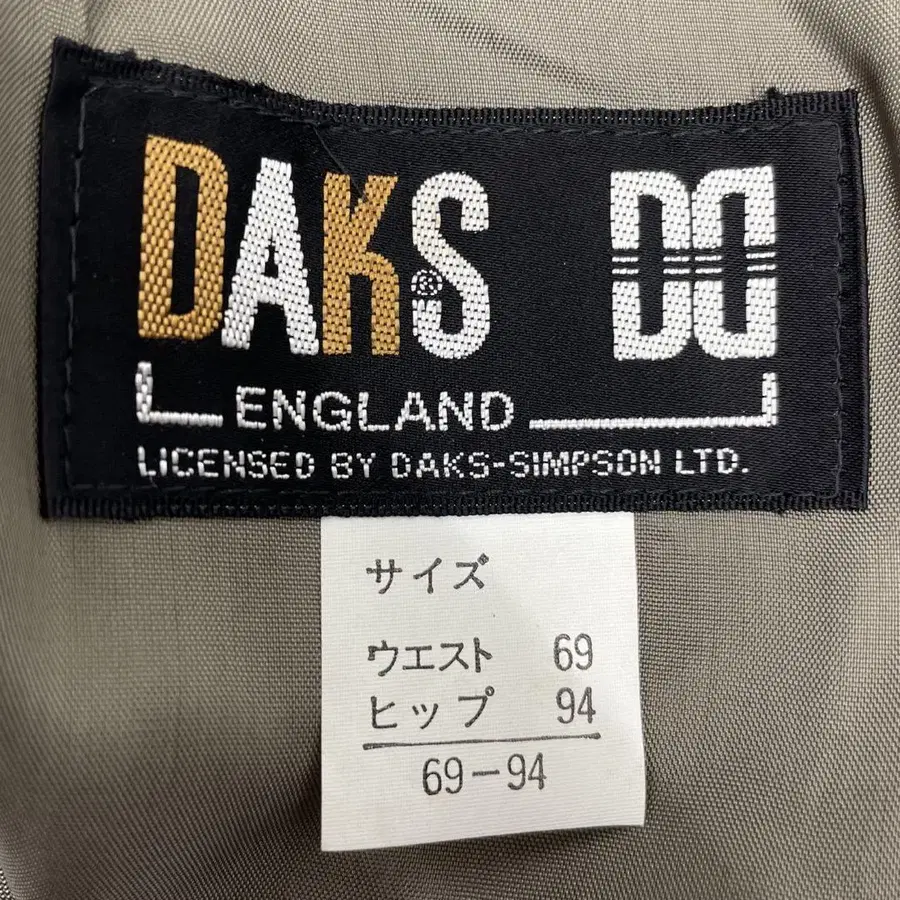 DAKS DD
®
ENGLAND
LICENSED BY DAKS-SIMPSON LTD.
サイズ
ウエスト 69
ヒップ 94
69-94